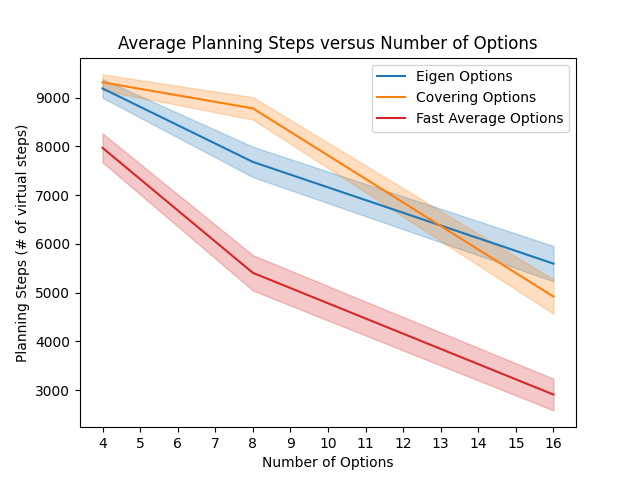 Average Planning Steps versus Number of Options
Eigen Options
Covering Options
Fast Average Options
Planning Steps (# of virtual steps)
9000
8000
7000
6000
5000
4000
3000
4 5 6 7 8 9 10 11 12 13 14 15 16
Number of Options